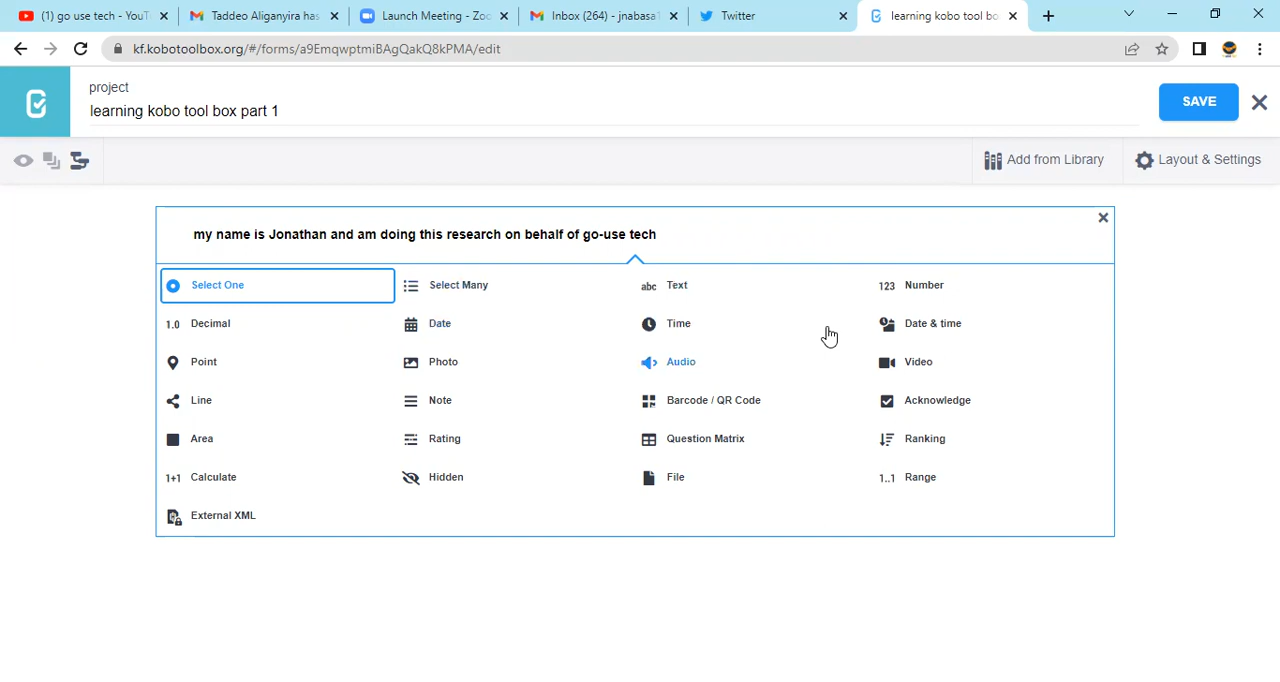 (1) go use tech - YouT
Taddeo Aliganyira has
Launch Meeting - Zoo
Inbox (264) - jnabasa1
Twitter
learning kobo tool bo
kf.kobotoolbox.org/#/forms/a9EmqwptmiBAgQakQ8kPMA/edit
project
learning kobo tool box part 1
SAVE
Add from Library
Layout & Settings
my name is Jonathan and am doing this research on behalf of go-use tech
Select One
Select Many
abc Text
123 Number
1.0 Decimal
Date
Time
Date & time
Point
Photo
Audio
Video
Line
Note
Barcode / QR Code
Acknowledge
Area
Rating
Question Matrix
Ranking
1+1 Calculate
Hidden
File
1..1 Range
External XML